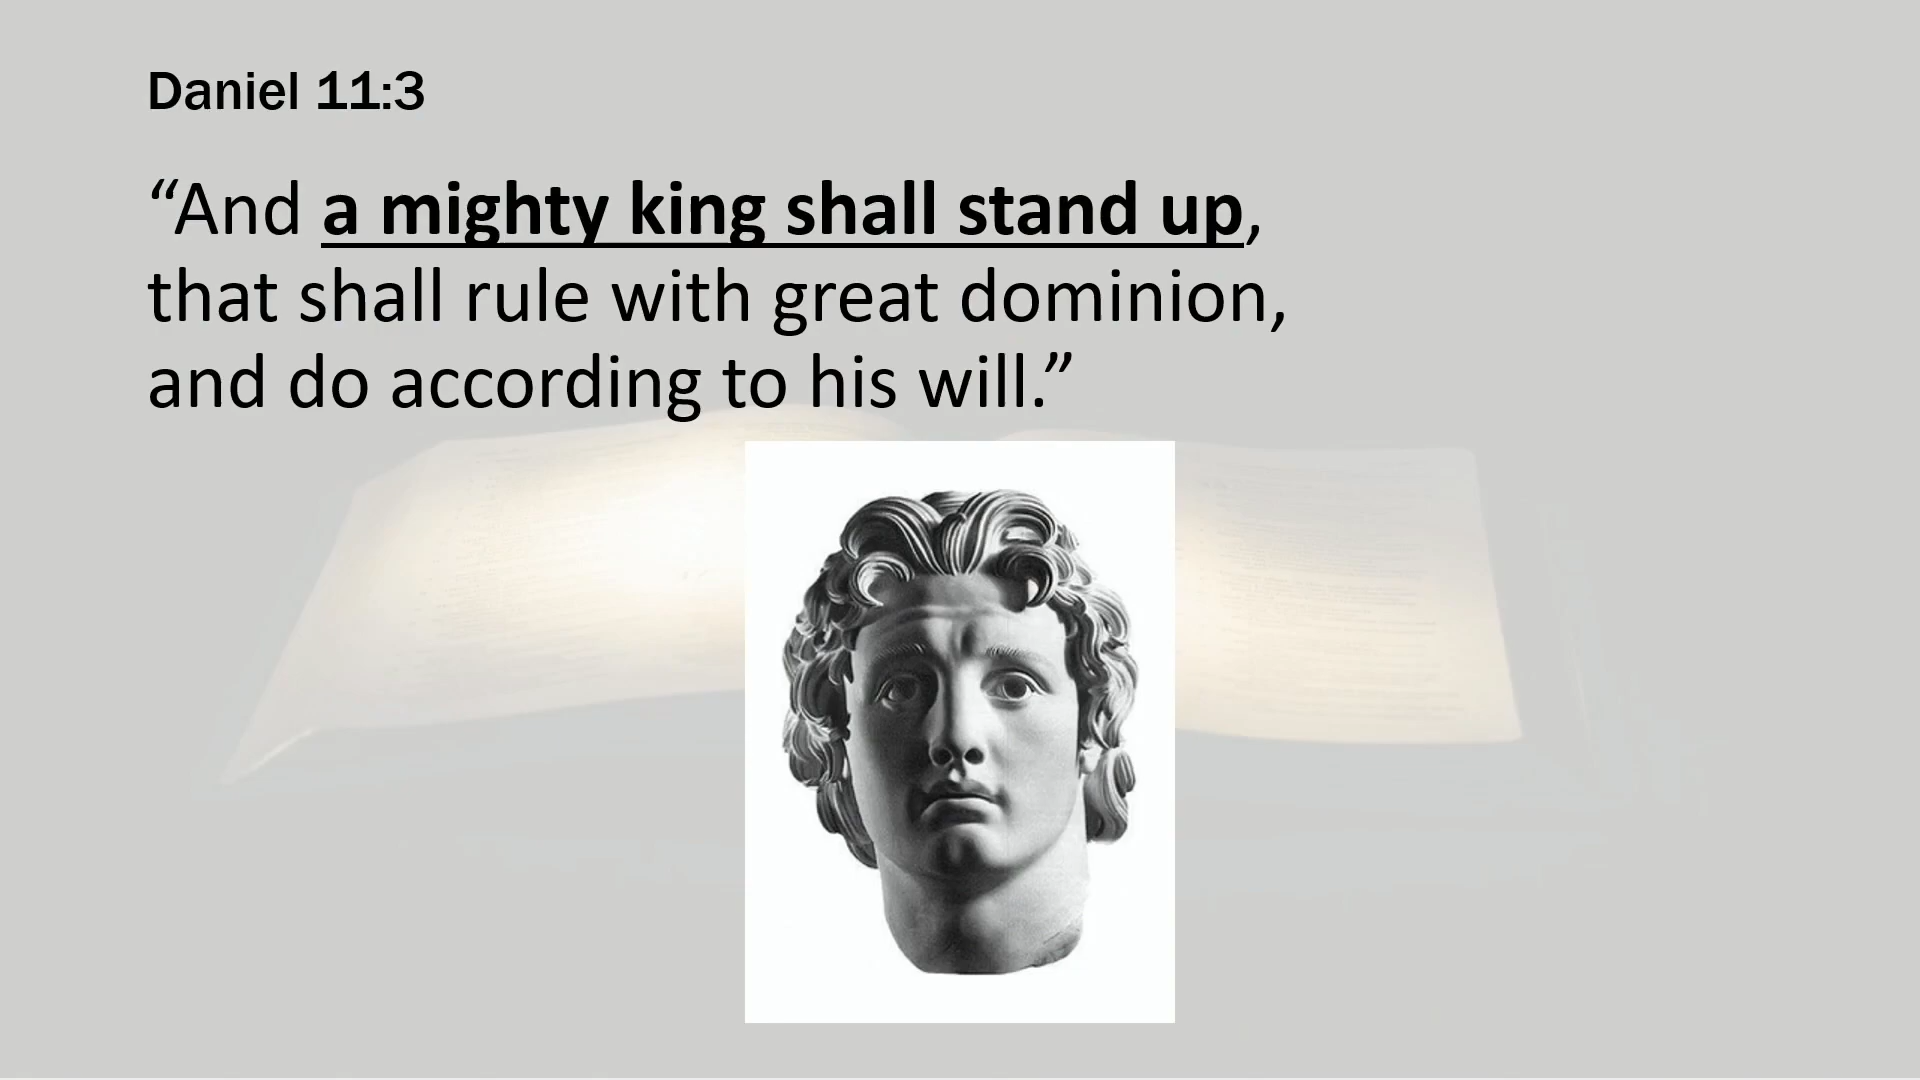 Daniel 11:3
“And a mighty king shall stand up,
that shall rule with great dominion,
and do according to his will.”